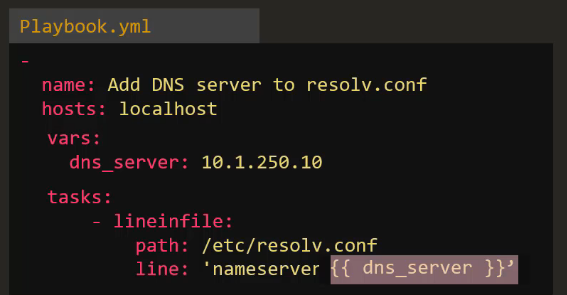 Playbook.yml
-
name: Add DNS server to resolv.conf
hosts: localhost
vars:
dns_server: 10.1.250.10
tasks:
- lineinfile:
path: /etc/resolv.conf
line: 'nameserver {{ dns_server }}’